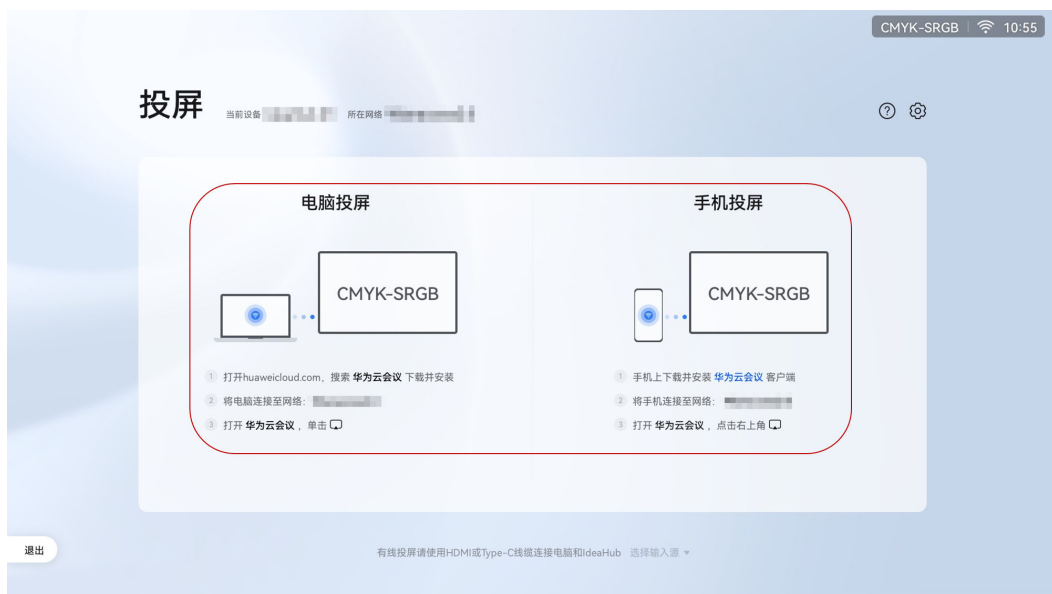 CMYK-SRGB 10:55
投屏 当前设备 所在网络
电脑投屏
CMYK-SRGB
1 打开huaweicloud.com，搜索 华为云会议 下载并安装
2 将电脑连接至网络：
3 打开 华为云会议 ，单击
手机投屏
CMYK-SRGB
1 手机上下载并安装 华为云会议 客户端
2 将手机连接至网络：
3 打开 华为云会议 ，点击右上角
退出
有线投屏请使用HDMI或Type-C线缆连接电脑和IdeaHub 选择输入源